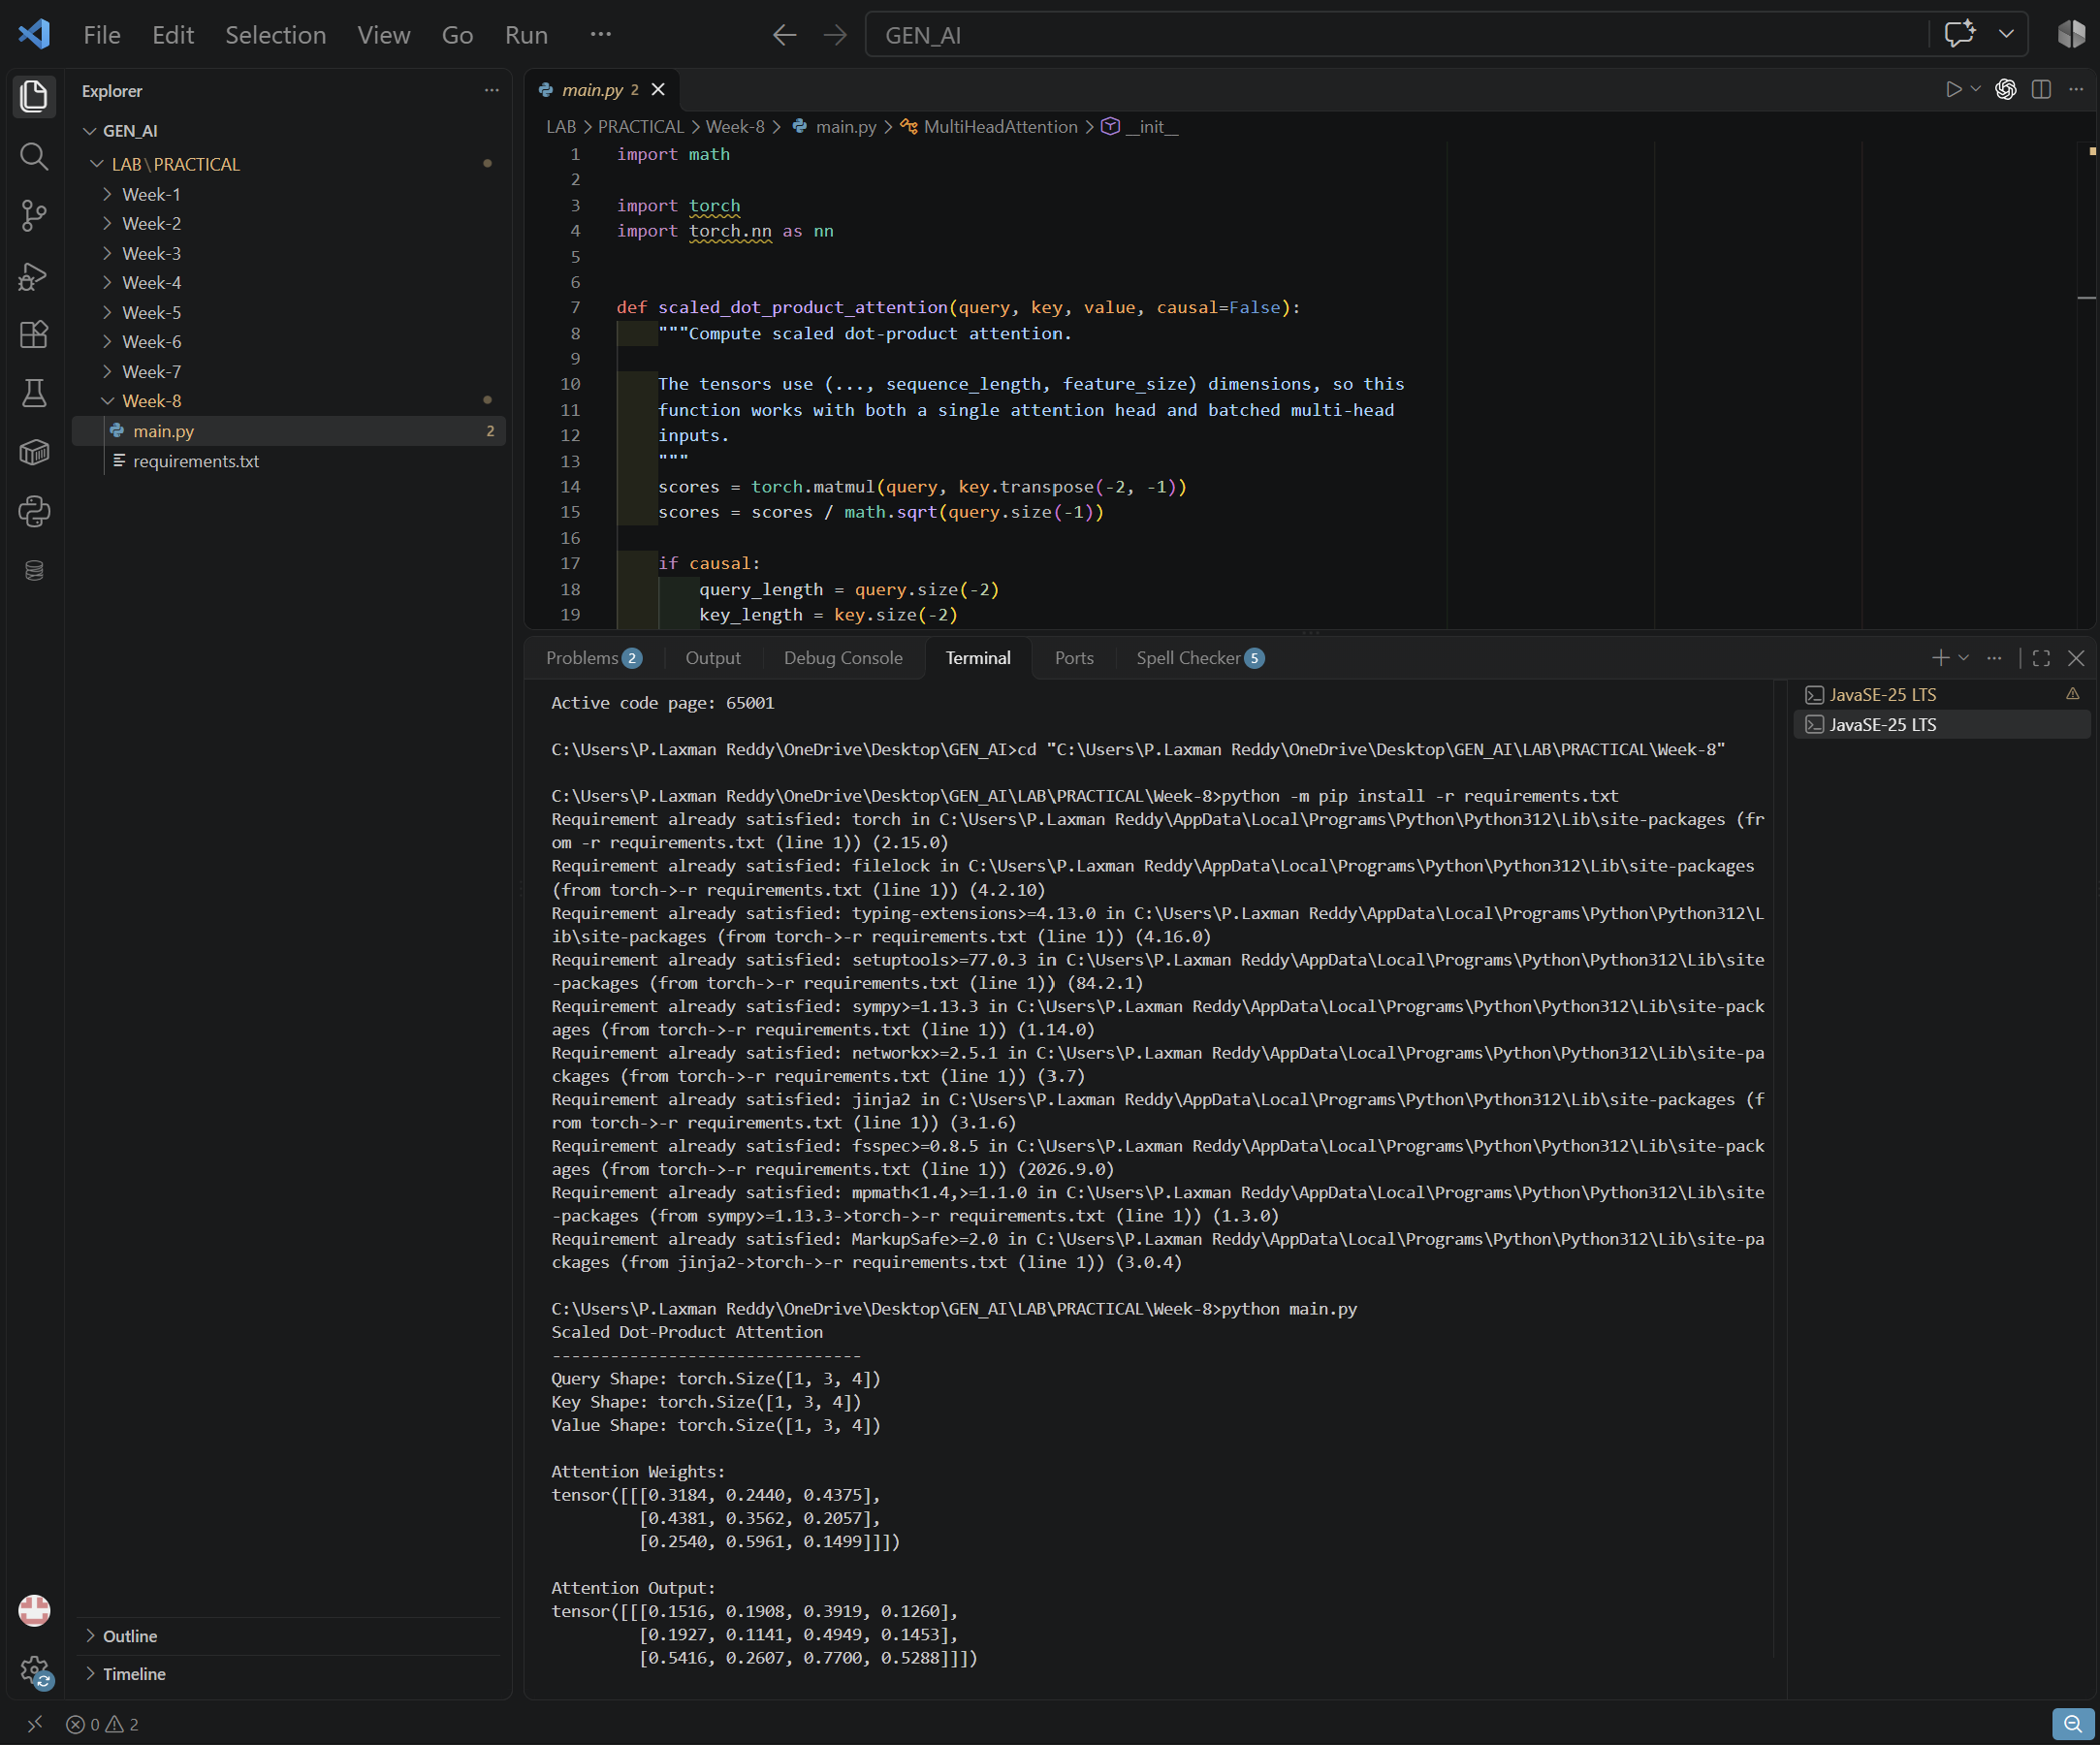 File Edit Selection View Go Run ···
GEN_AI
Explorer
GEN_AI
LAB\PRACTICAL
Week-1
Week-2
Week-3
Week-4
Week-5
Week-6
Week-7
Week-8
main.py 2
requirements.txt
Outline
Timeline
main.py 2
LAB > PRACTICAL > Week-8 > main.py > MultiHeadAttention > __init__
1 import math
2
3 import torch
4 import torch.nn as nn
5
6
7 def scaled_dot_product_attention(query, key, value, causal=False):
8 """Compute scaled dot-product attention.
9
10 The tensors use (..., sequence_length, feature_size) dimensions, so this
11 function works with both a single attention head and batched multi-head
12 inputs.
13 """
14 scores = torch.matmul(query, key.transpose(-2, -1))
15 scores = scores / math.sqrt(query.size(-1))
16
17 if causal:
18 query_length = query.size(-2)
19 key_length = key.size(-2)
Problems 2 Output Debug Console Terminal Ports Spell Checker 5
Active code page: 65001
C:\Users\P.Laxman Reddy\OneDrive\Desktop\GEN_AI>cd "C:\Users\P.Laxman Reddy\OneDrive\Desktop\GEN_AI\LAB\PRACTICAL\Week-8"
C:\Users\P.Laxman Reddy\OneDrive\Desktop\GEN_AI\LAB\PRACTICAL\Week-8>python -m pip install -r requirements.txt
Requirement already satisfied: torch in C:\Users\P.Laxman Reddy\AppData\Local\Programs\Python\Python312\Lib\site-packages (fr
om -r requirements.txt (line 1)) (2.15.0)
Requirement already satisfied: filelock in C:\Users\P.Laxman Reddy\AppData\Local\Programs\Python\Python312\Lib\site-packages
(from torch->-r requirements.txt (line 1)) (4.2.10)
Requirement already satisfied: typing-extensions>=4.13.0 in C:\Users\P.Laxman Reddy\AppData\Local\Programs\Python\Python312\L
ib\site-packages (from torch->-r requirements.txt (line 1)) (4.16.0)
Requirement already satisfied: setuptools>=77.0.3 in C:\Users\P.Laxman Reddy\AppData\Local\Programs\Python\Python312\Lib\site
-packages (from torch->-r requirements.txt (line 1)) (84.2.1)
Requirement already satisfied: sympy>=1.13.3 in C:\Users\P.Laxman Reddy\AppData\Local\Programs\Python\Python312\Lib\site-pack
ages (from torch->-r requirements.txt (line 1)) (1.14.0)
Requirement already satisfied: networkx>=2.5.1 in C:\Users\P.Laxman Reddy\AppData\Local\Programs\Python\Python312\Lib\site-pa
ckages (from torch->-r requirements.txt (line 1)) (3.7)
Requirement already satisfied: jinja2 in C:\Users\P.Laxman Reddy\AppData\Local\Programs\Python\Python312\Lib\site-packages (f
rom torch->-r requirements.txt (line 1)) (3.1.6)
Requirement already satisfied: fsspec>=0.8.5 in C:\Users\P.Laxman Reddy\AppData\Local\Programs\Python\Python312\Lib\site-pack
ages (from torch->-r requirements.txt (line 1)) (2026.9.0)
Requirement already satisfied: mpmath<1.4,>=1.1.0 in C:\Users\P.Laxman Reddy\AppData\Local\Programs\Python\Python312\Lib\site
-packages (from sympy>=1.13.3->torch->-r requirements.txt (line 1)) (1.3.0)
Requirement already satisfied: MarkupSafe>=2.0 in C:\Users\P.Laxman Reddy\AppData\Local\Programs\Python\Python312\Lib\site-pa
ckages (from jinja2->torch->-r requirements.txt (line 1)) (3.0.4)
C:\Users\P.Laxman Reddy\OneDrive\Desktop\GEN_AI\LAB\PRACTICAL\Week-8>python main.py
Scaled Dot-Product Attention
--------------------------------
Query Shape: torch.Size([1, 3, 4])
Key Shape: torch.Size([1, 3, 4])
Value Shape: torch.Size([1, 3, 4])
Attention Weights:
tensor([[[0.3184, 0.2440, 0.4375],
[0.4381, 0.3562, 0.2057],
[0.2540, 0.5961, 0.1499]]])
Attention Output:
tensor([[[0.1516, 0.1908, 0.3919, 0.1260],
[0.1927, 0.1141, 0.4949, 0.1453],
[0.5416, 0.2607, 0.7700, 0.5288]]])
JavaSE-25 LTS
JavaSE-25 LTS
0 2